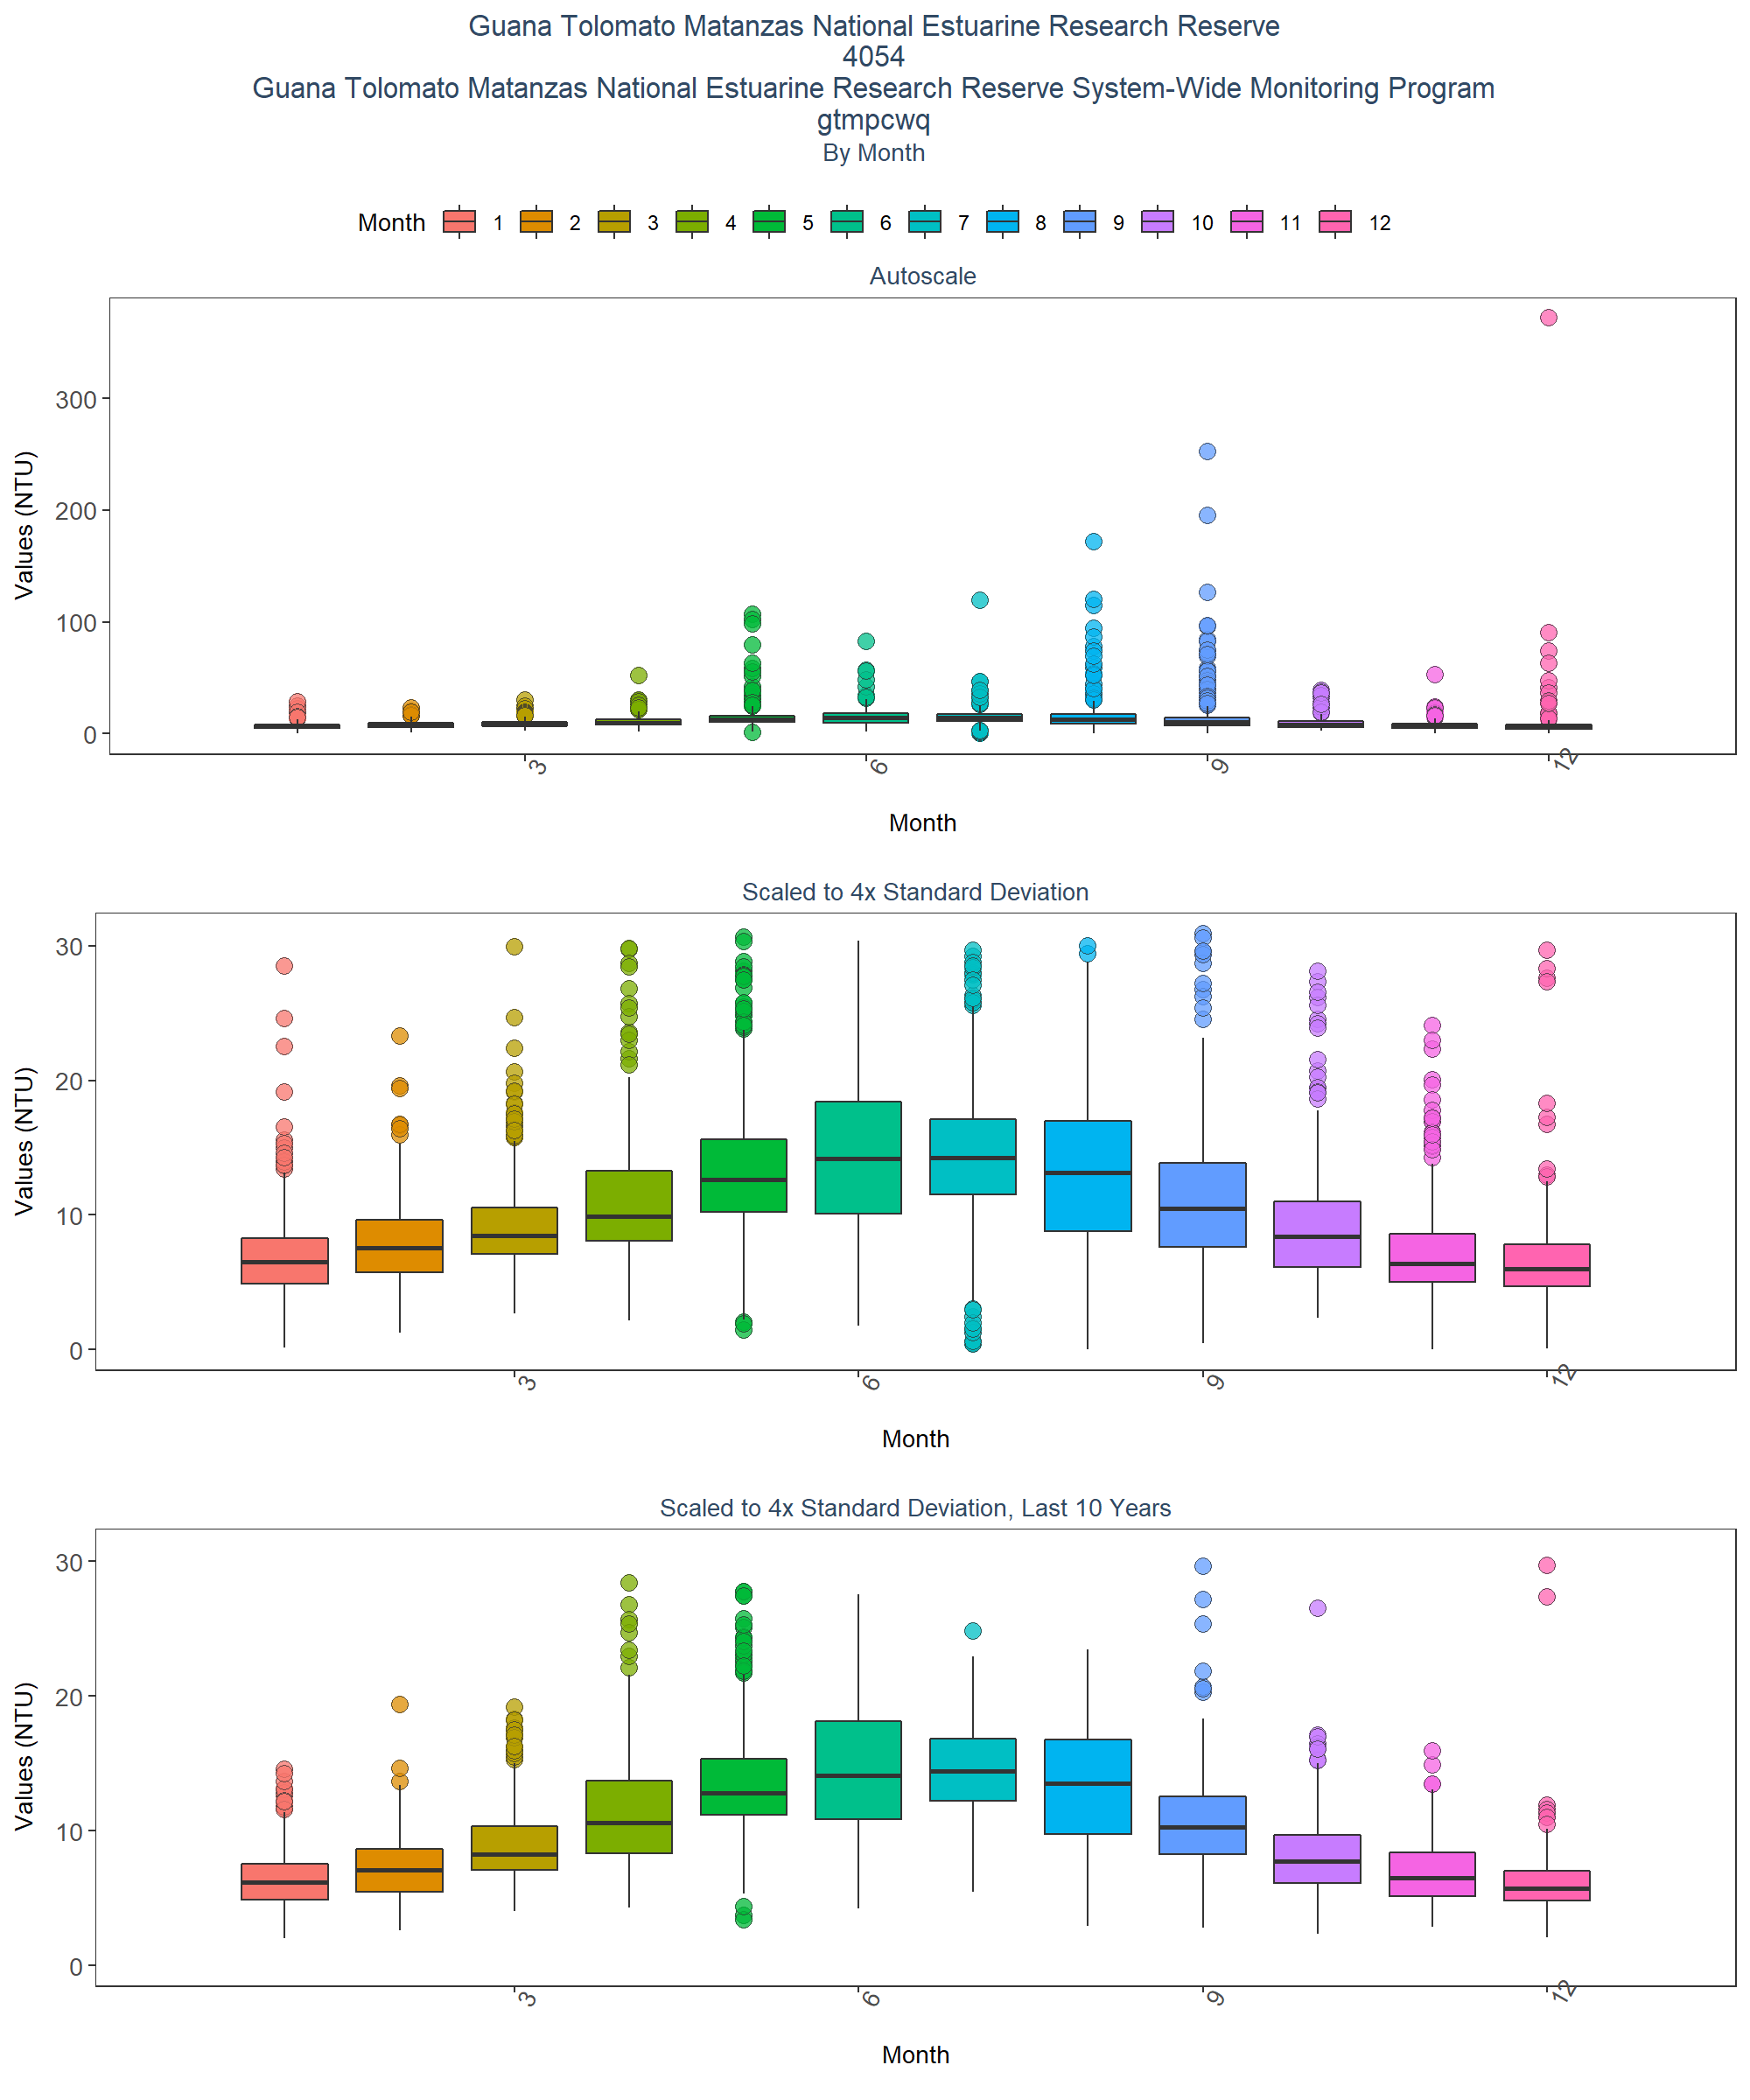 Guana Tolomato Matanzas National Estuarine Research Reserve
4054
Guana Tolomato Matanzas National Estuarine Research Reserve System-Wide Monitoring Program
gtmpcwq
By Month
Month 1 2 3 4 5 6 7 8 9 10 11 12
Autoscale
Values (NTU)
300
200
100
0
3 6 9 12
Month
Scaled to 4x Standard Deviation
Values (NTU)
30
20
10
0
3 6 9 12
Month
Scaled to 4x Standard Deviation, Last 10 Years
Values (NTU)
30
20
10
0
3 6 9 12
Month